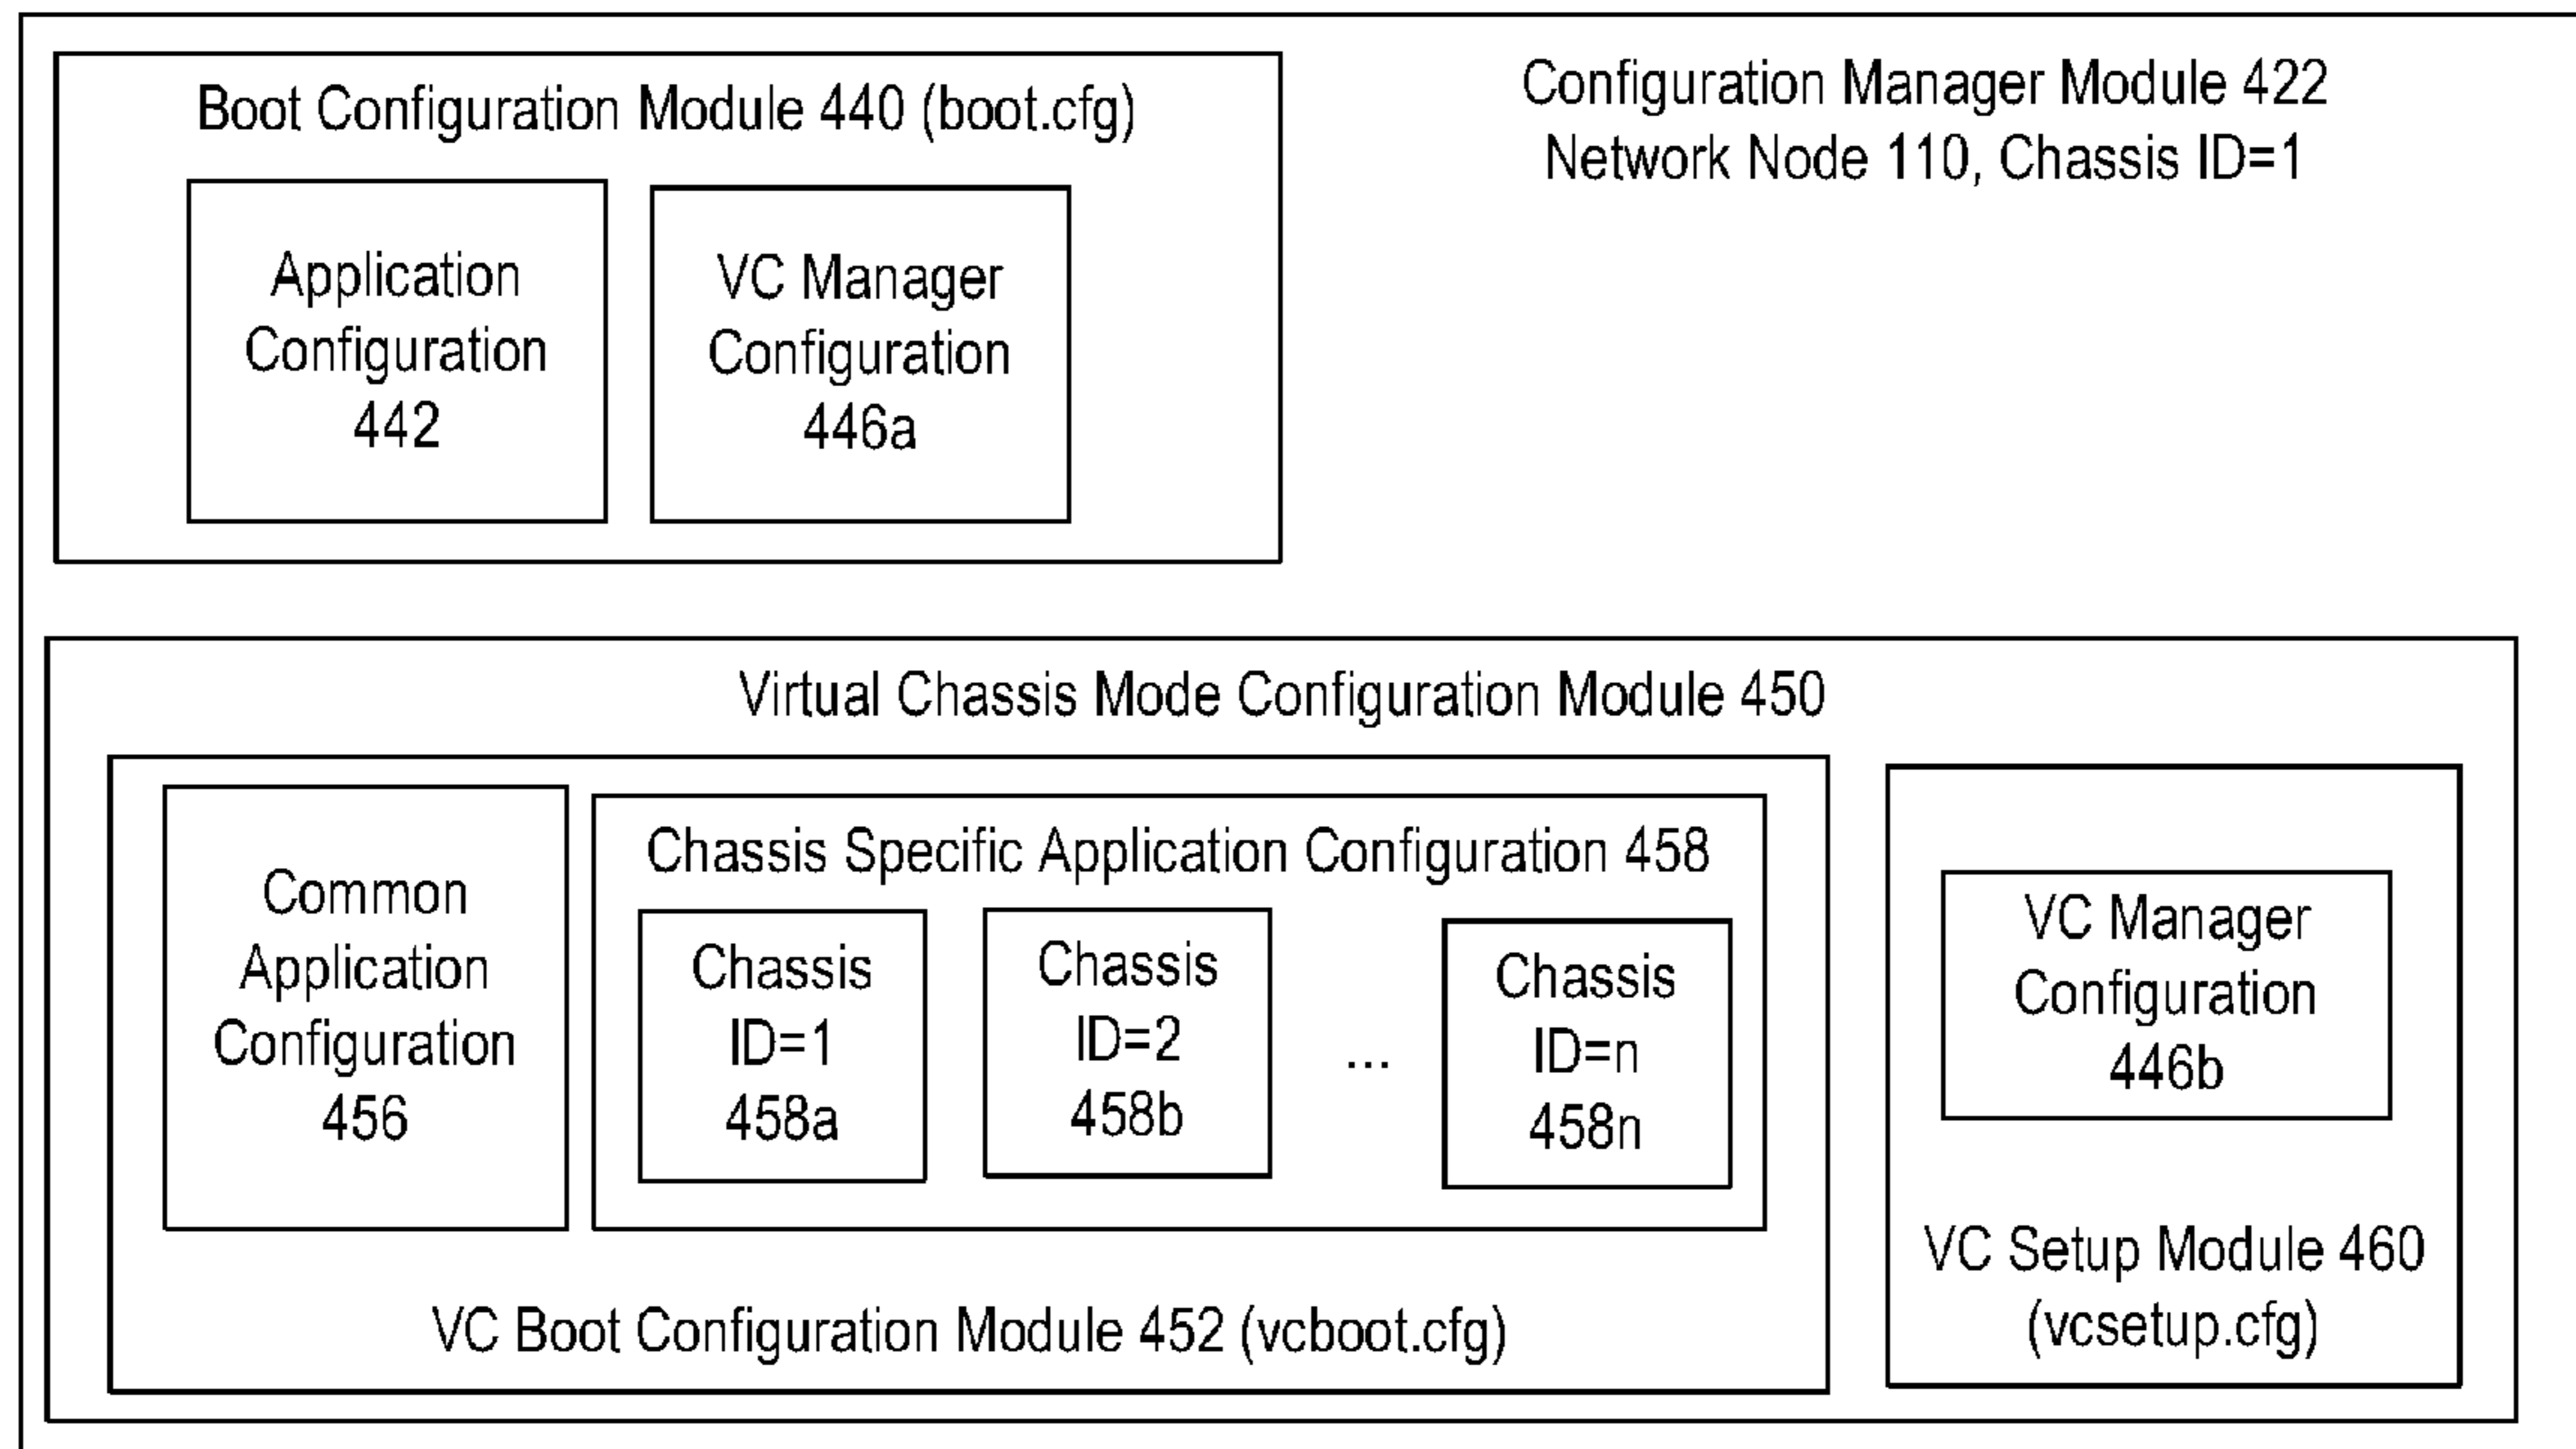 Boot Configuration Module 440 (boot.cfg)
Application
Configuration
442
VC Manager
Configuration
446a
Configuration Manager Module 422
Network Node 110, Chassis ID=1
Virtual Chassis Mode Configuration Module 450
Common
Application
Configuration
456
Chassis Specific Application Configuration 458
Chassis
ID=1
458a
Chassis
ID=2
458b
...
Chassis
ID=n
458n
VC Boot Configuration Module 452 (vcboot.cfg)
VC Manager
Configuration
446b
VC Setup Module 460
(vcsetup.cfg)